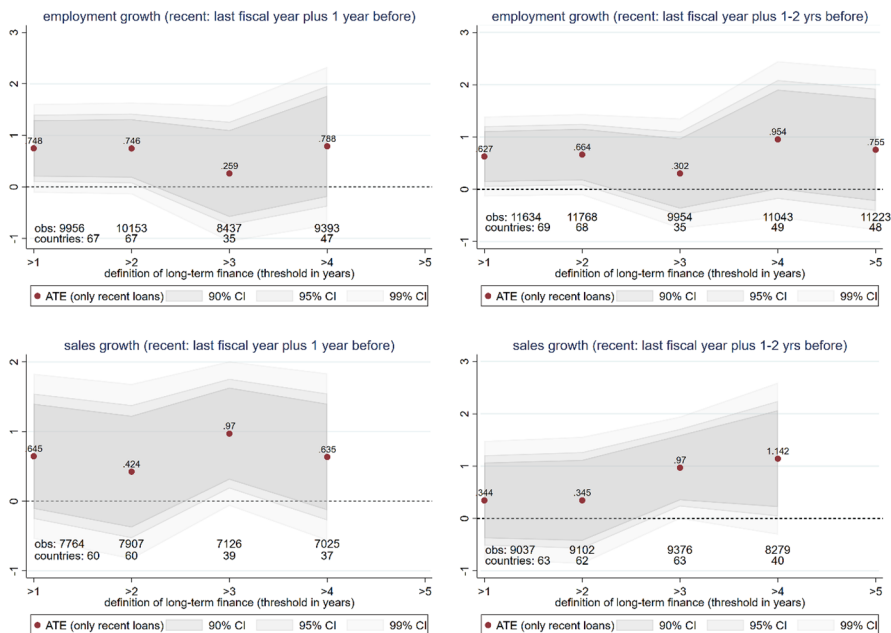 employment growth (recent: last fiscal year plus 1 year before)
3
2
1
0
-1
.748
.746
.259
.788
obs: 9956 10153 8437 9393
countries: 67 67 35 47
>1 >2 >3 >4 >5
definition of long-term finance (threshold in years)
ATE (only recent loans) 90% CI 95% CI 99% CI
employment growth (recent: last fiscal year plus 1-2 yrs before)
3
2
1
0
-1
.627
.664
.302
.954
.755
obs: 11634 11768 9954 11043 11223
countries: 69 68 35 49 48
>1 >2 >3 >4 >5
definition of long-term finance (threshold in years)
ATE (only recent loans) 90% CI 95% CI 99% CI
sales growth (recent: last fiscal year plus 1 year before)
2
1
0
-1
.645
.424
.97
.635
obs: 7764 7907 7126 7025
countries: 60 60 39 37
>1 >2 >3 >4 >5
definition of long-term finance (threshold in years)
ATE (only recent loans) 90% CI 95% CI 99% CI
sales growth (recent: last fiscal year plus 1-2 yrs before)
3
2
1
0
-1
.344
.345
.97
1.142
obs: 9037 9102 9376 8279
countries: 63 62 63 40
>1 >2 >3 >4 >5
definition of long-term finance (threshold in years)
ATE (only recent loans) 90% CI 95% CI 99% CI